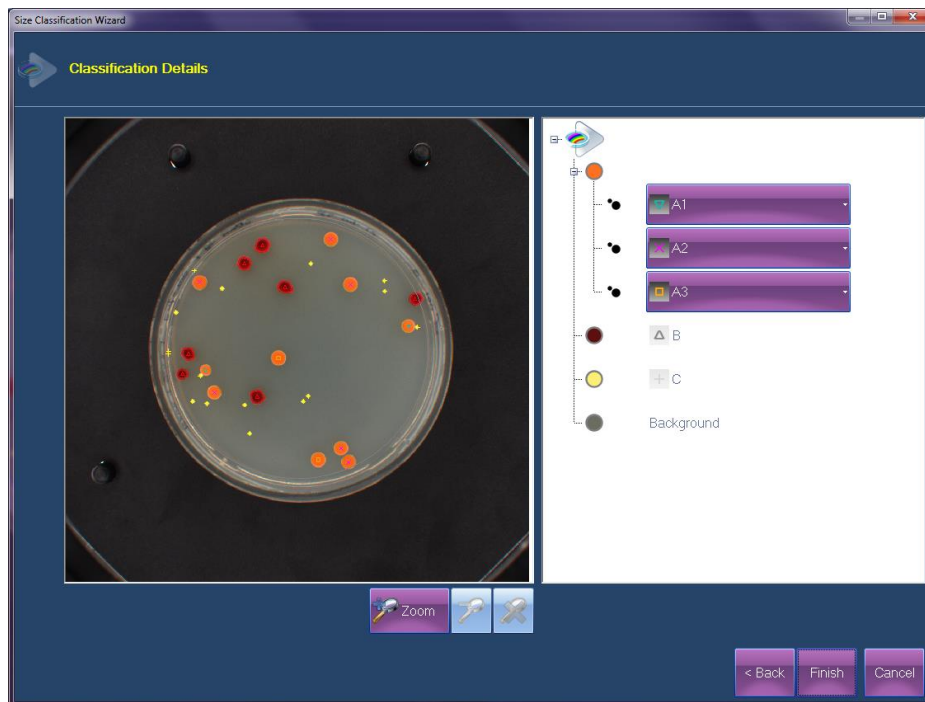 Size Classification Wizard
Classification Details
A1
A2
A3
B
C
Background
Zoom
< Back
Finish
Cancel